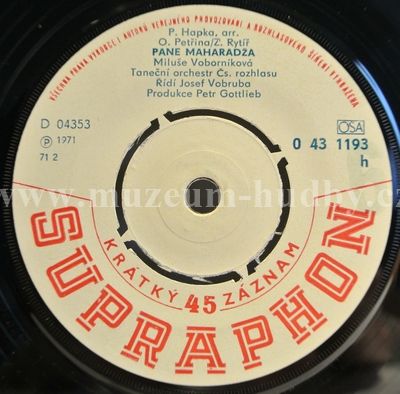 VŠECHNA PRÁVA VÝROBCE I AUTORŮ VEŘEJNÉHO PROVOZOVÁNÍ A ROZHLASOVÉHO ŠÍŘENÍ VYHRAZENA
P. Hapka, arr.
O. Petřina/Z. Rytíř
PANE MAHARADŽA
Miluše Voborníková
Taneční orchestr Čs. rozhlasu
Řídí Josef Vobruba
Produkce Petr Gottlieb
D 04353
Ⓟ 1971
71 2
OSA
0 43 1193
h
www.muzeum-hudby.cz
KRÁTKÝ 45 ZÁZNAM
SUPRAPHON